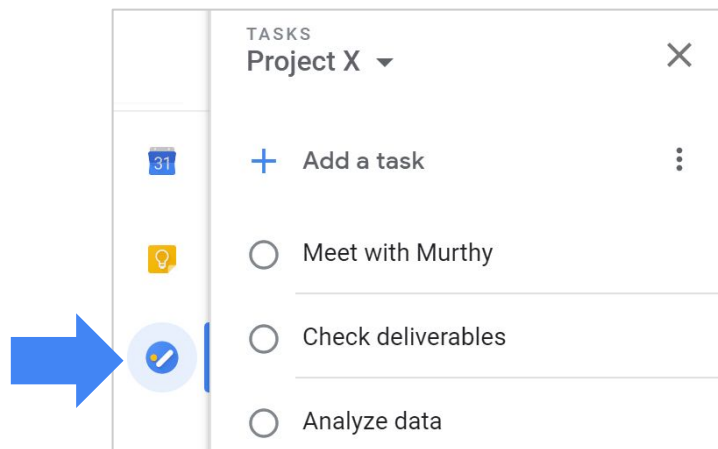 TASKS
Project X
31
Add a task
Meet with Murthy
Check deliverables
Analyze data